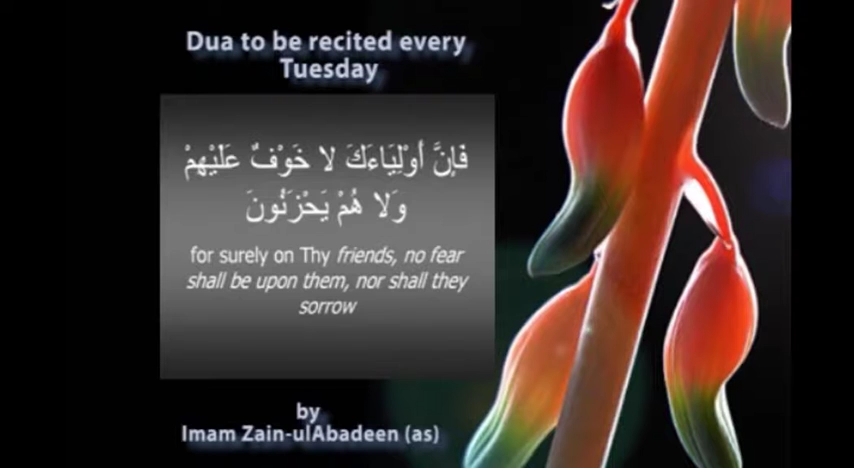 Dua to be recited every
Tuesday
فَإِنَّ أَوْلِيَاءَكَ لا خَوْفٌ عَلَيْهِمْ
وَلا هُمْ يَحْزَنُونَ
for surely on Thy friends, no fear
shall be upon them, nor shall they
sorrow
by
Imam Zain-ulAbadeen (as)